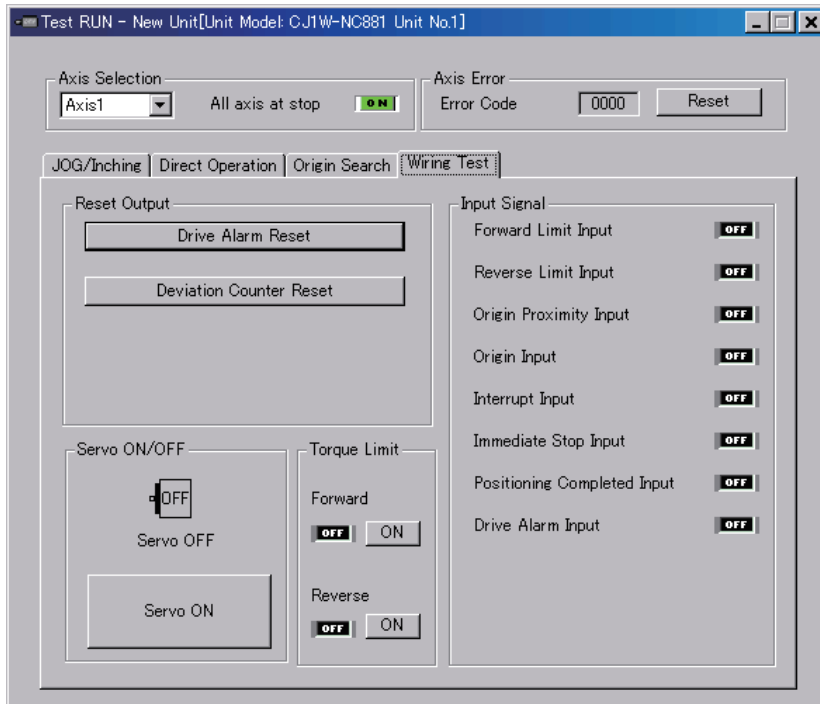 Test RUN - New Unit[Unit Model: CJ1W-NC881 Unit No.1]
Axis Selection
Axis1
All axis at stop
ON
Axis Error
Error Code
0000
Reset
JOG/Inching
Direct Operation
Origin Search
Wiring Test
Reset Output
Drive Alarm Reset
Deviation Counter Reset
Servo ON/OFF
OFF
Servo OFF
Servo ON
Torque Limit
Forward
OFF
ON
Reverse
OFF
ON
Input Signal
Forward Limit Input OFF
Reverse Limit Input OFF
Origin Proximity Input OFF
Origin Input OFF
Interrupt Input OFF
Immediate Stop Input OFF
Positioning Completed Input OFF
Drive Alarm Input OFF